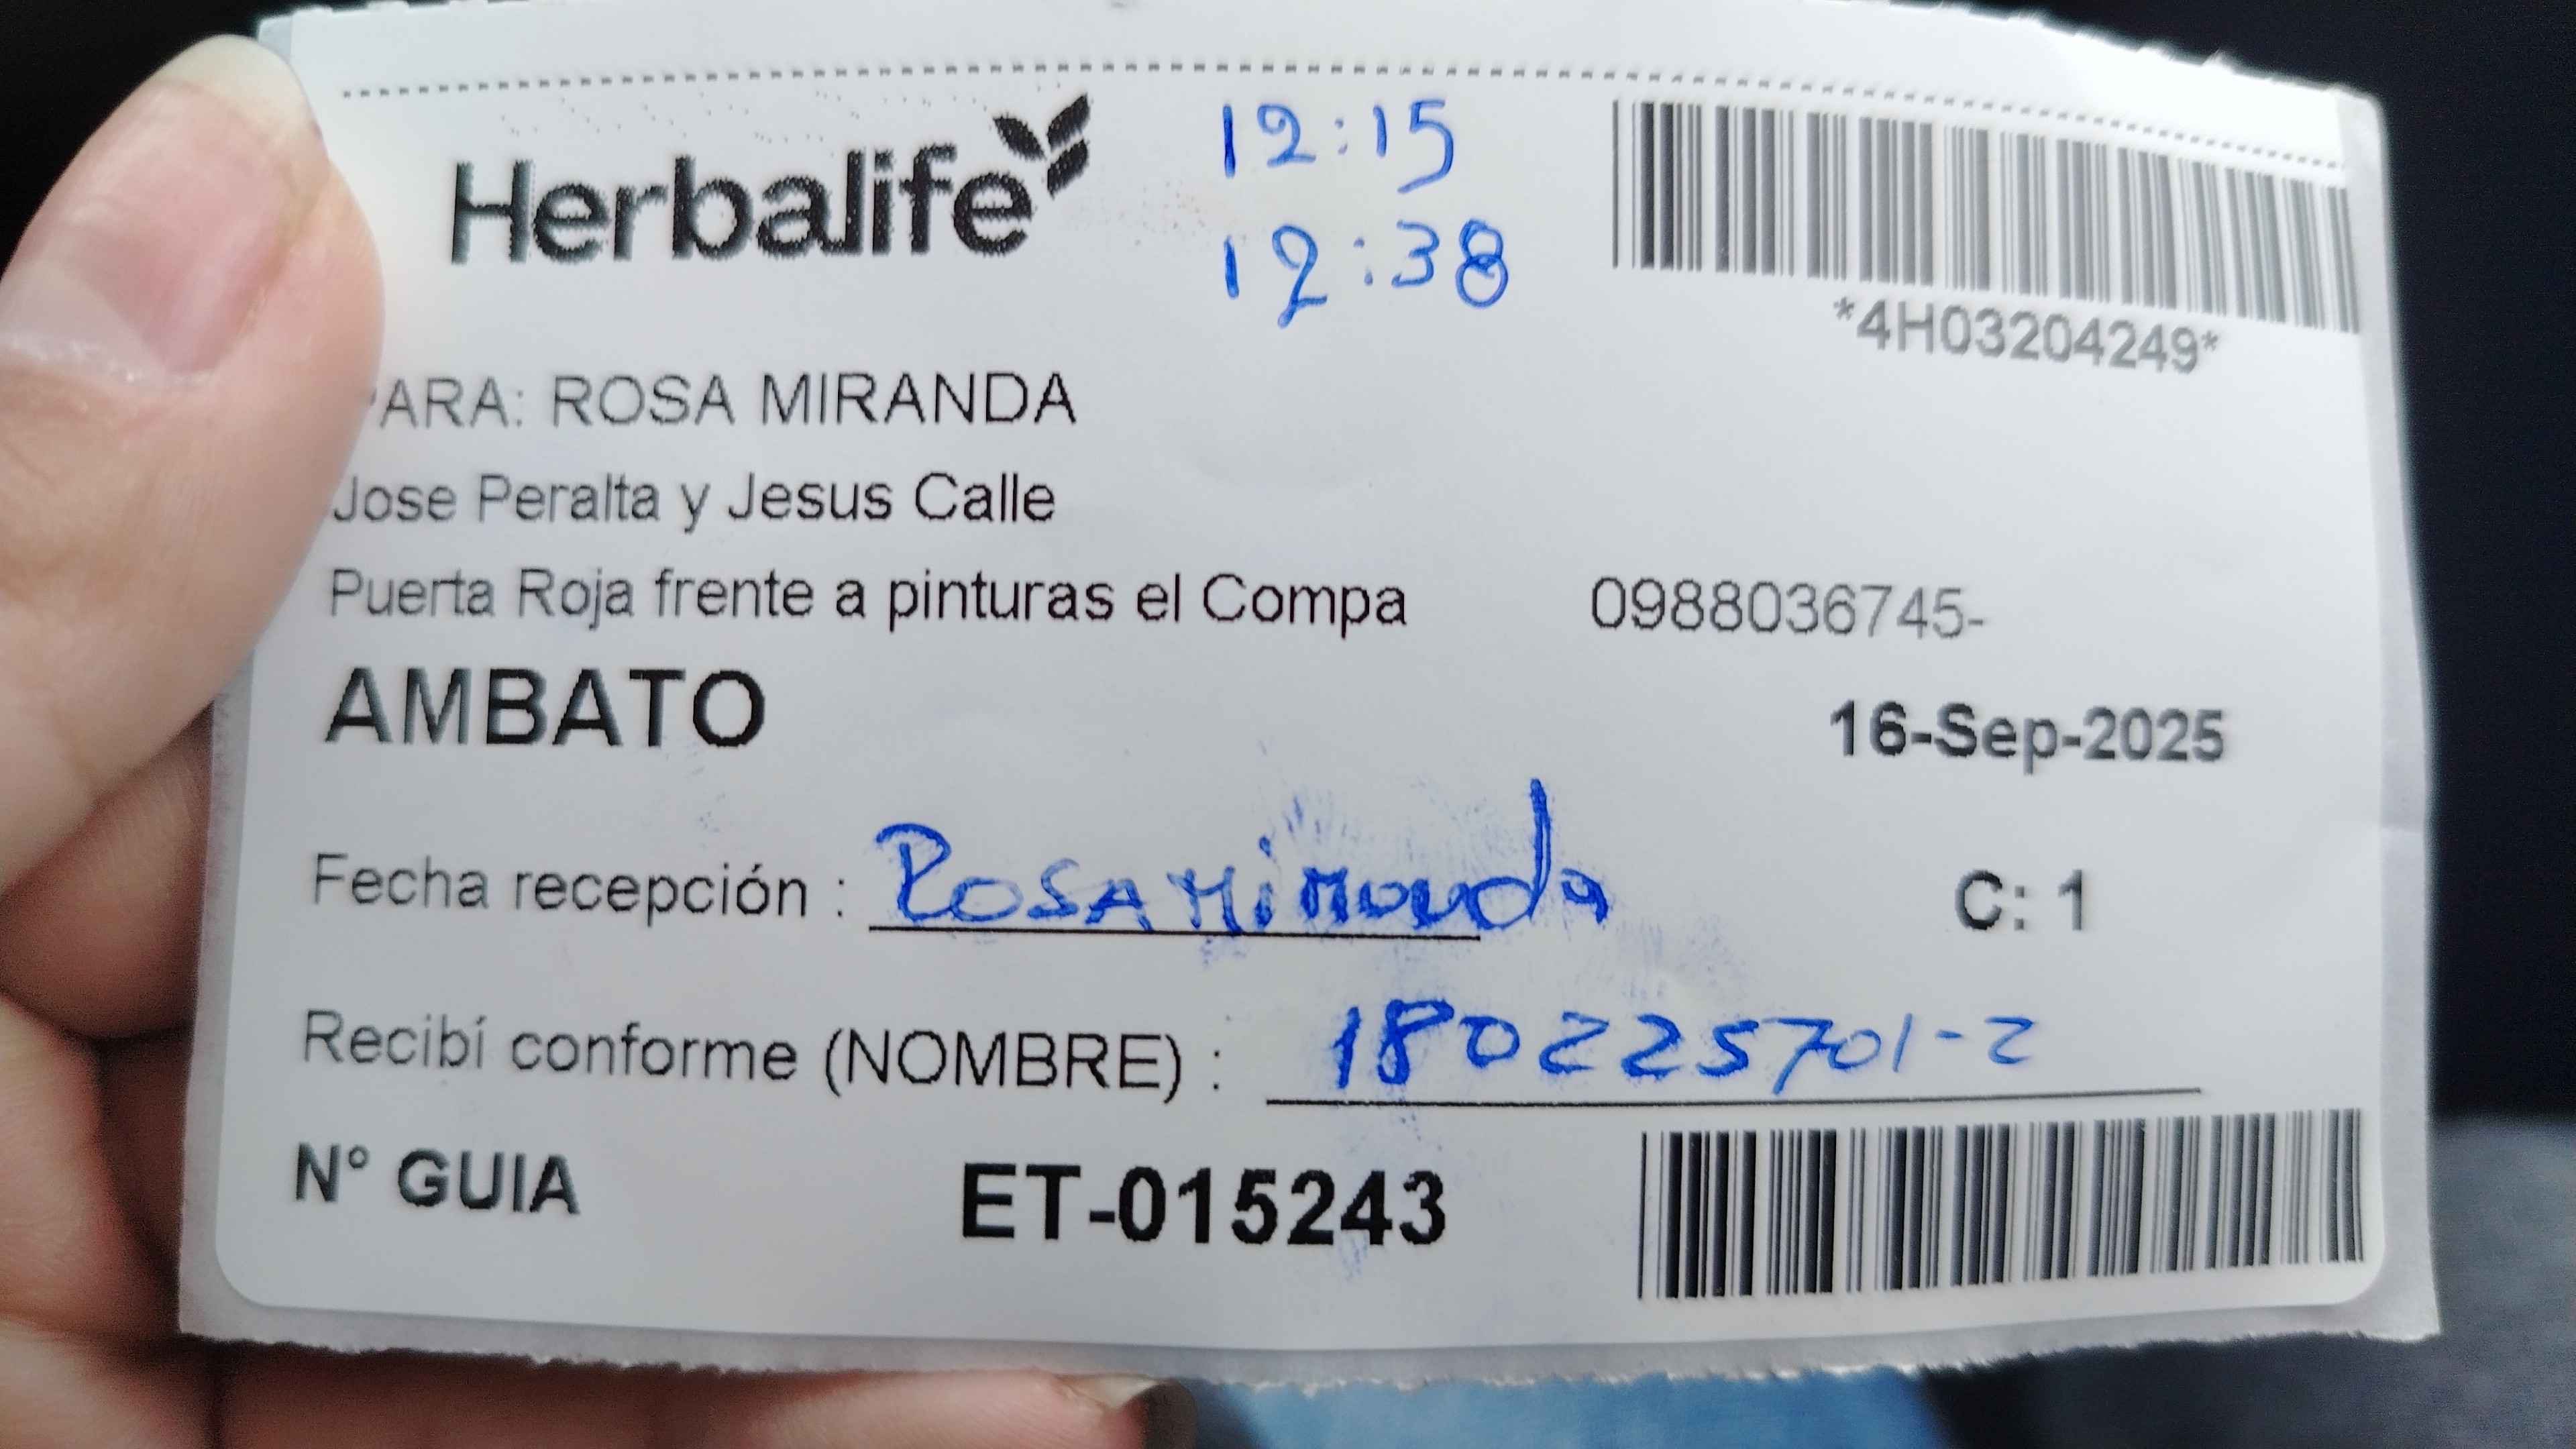 Herbalife
12:15
12:38
*4H03204249*
PARA: ROSA MIRANDA
Jose Peralta y Jesus Calle
Puerta Roja frente a pinturas el Compa 0988036745-
AMBATO
16-Sep-2025
Fecha recepción : Rosa Miranda
C: 1
Recibí conforme (NOMBRE) : 180225701-2
N° GUIA ET-015243